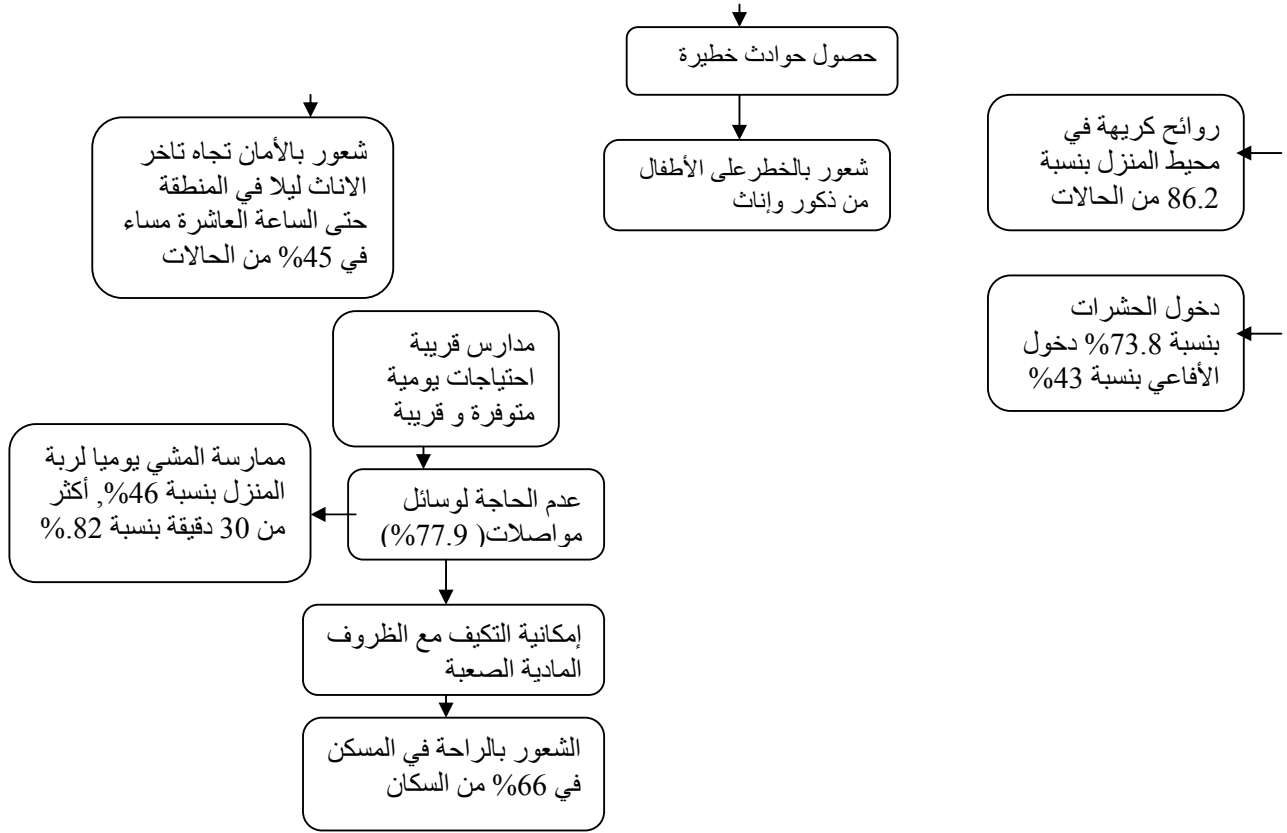 حصول حوادث خطيرة
روائح كريهة في
محيط المنزل بنسبة
86.2 من الحالات
شعور بالخطرعلى الأطفال
من ذكور وإناث
شعور بالأمان تجاه تاخر
الاناث ليلا في المنطقة
حتى الساعة العاشرة مساء
في 45% من الحالات
دخول الحشرات
بنسبة 73.8% دخول
الأفاعي بنسبة 43%
مدارس قريبة
احتياجات يومية
متوفرة و قريبة
عدم الحاجة لوسائل
مواصلات( 77.9%)
ممارسة المشي يوميا لربة
المنزل بنسبة 46%, أكثر
من 30 دقيقة بنسبة 82.%
إمكانية التكيف مع الظروف
المادية الصعبة
الشعور بالراحة في المسكن
في 66% من السكان